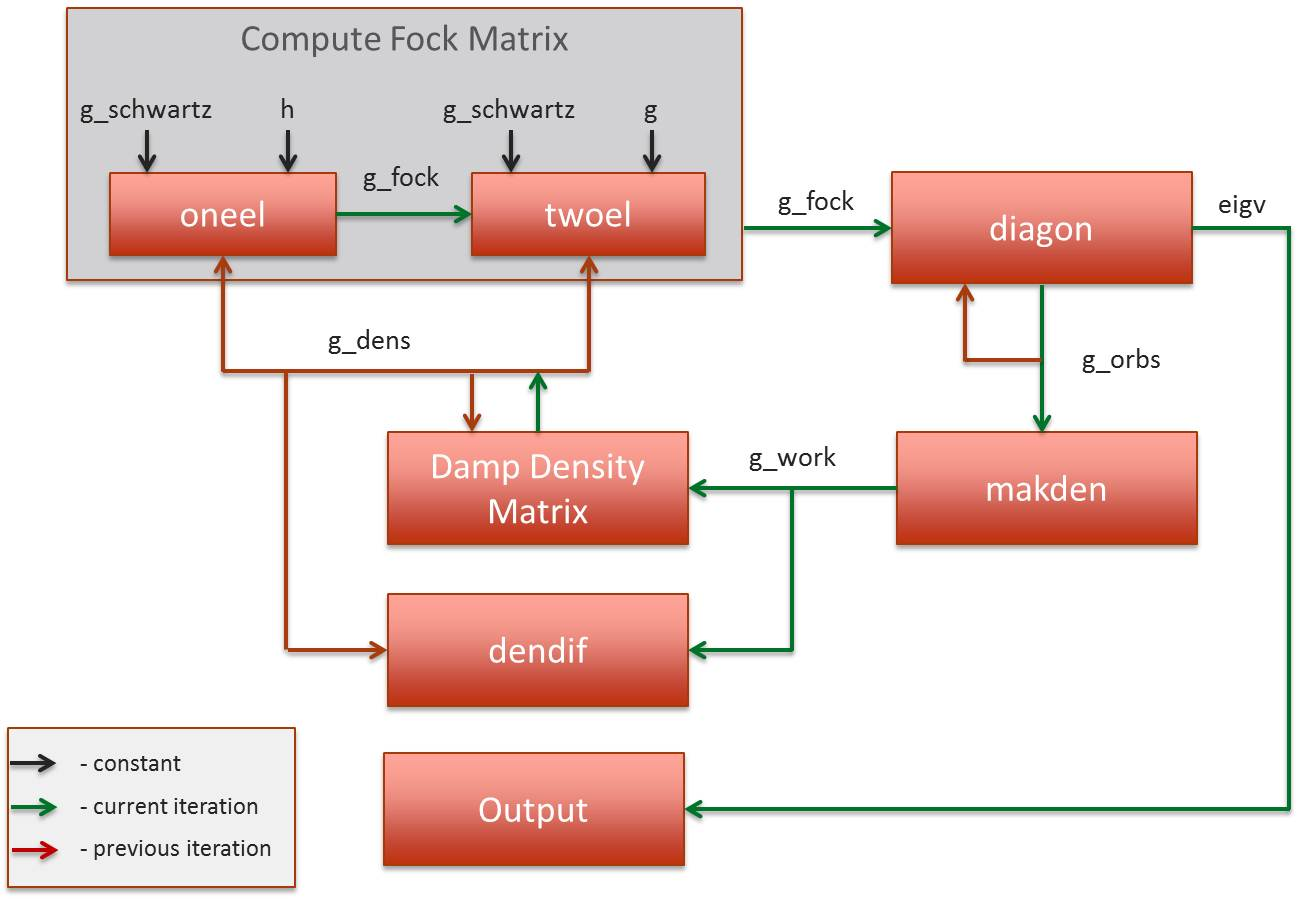 Compute Fock Matrix
g_schwartz
h
g_schwartz
g
g_fock
oneel
twoel
g_fock
diagon
eigv
g_dens
g_orbs
Damp Density
Matrix
g_work
makden
dendif
Output
- constant
- current iteration
- previous iteration